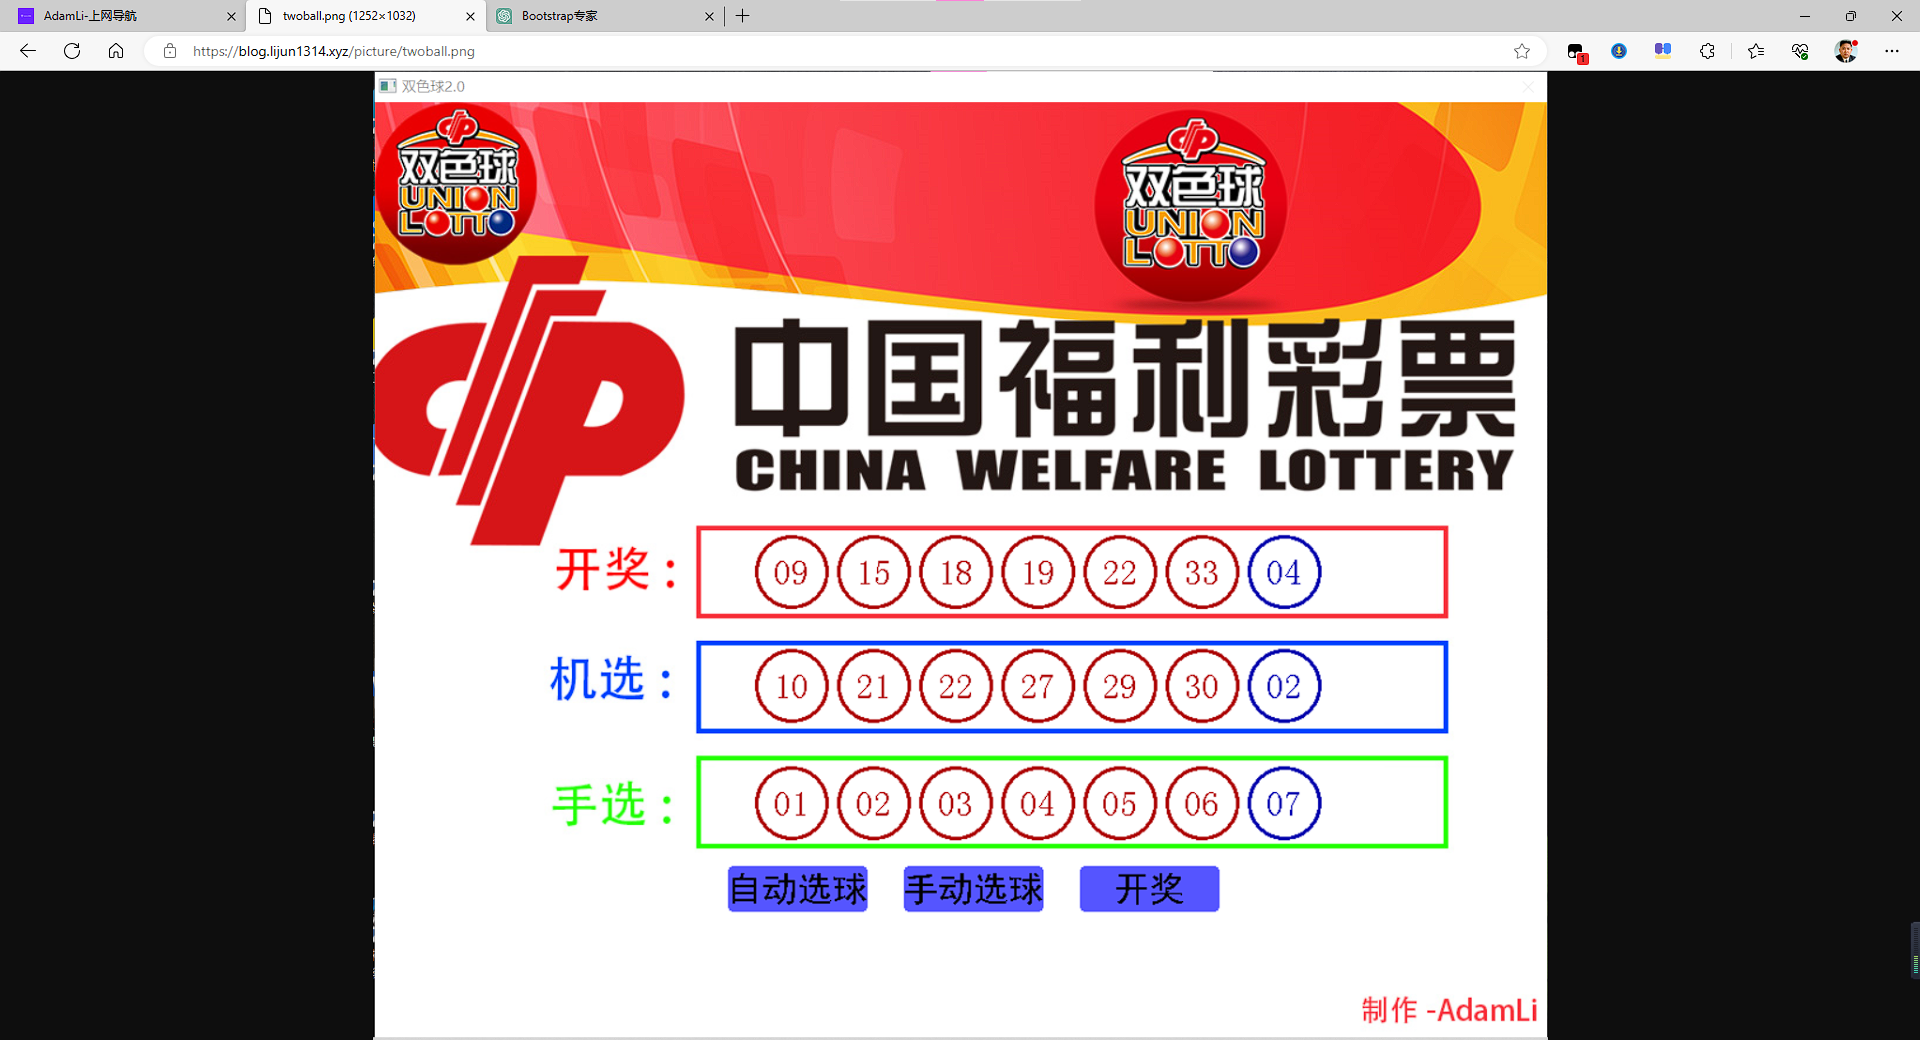 AdamLi-上网导航
twoball.png (1252×1032)
Bootstrap专家
https://blog.lijun1314.xyz/picture/twoball.png
1
双色球2.0
双色球
UNION
LOTTO
双色球
UNION
LOTTO
中国福利彩票
CHINA WELFARE LOTTERY
开奖： 09 15 18 19 22 33 04
机选： 10 21 22 27 29 30 02
手选： 01 02 03 04 05 06 07
自动选球 手动选球 开奖
制作 -AdamLi